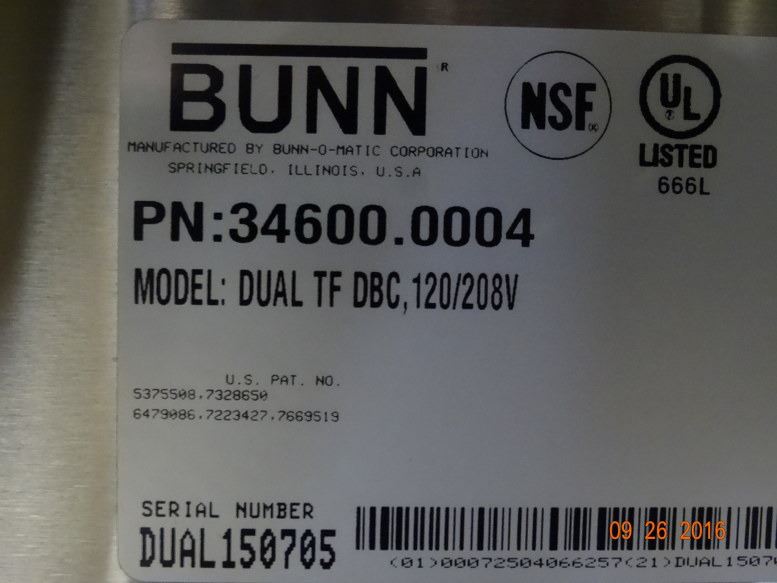 BUNN®
MANUFACTURED BY BUNN-O-MATIC CORPORATION
SPRINGFIELD, ILLINOIS, U.S.A
NSF®
UL
LISTED
666L
PN:34600.0004
MODEL: DUAL TF DBC,120/208V
U.S. PAT. NO.
5375508,7328650
6479086,7223427,7669519
SERIAL NUMBER
DUAL150705
09 26 2016
(01)00072504066257(21)DUAL1507